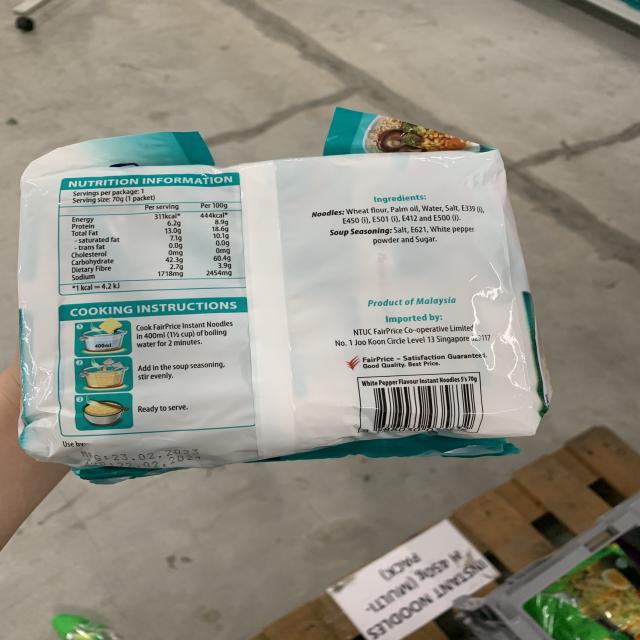 NUTRITION INFORMATION
Servings per package: 1
Serving size: 70g (1 packet)
Per serving Per 100g
Energy 311kcal* 444kcal*
Protein 6.2g 8.9g
Total Fat 13.0g 18.6g
- saturated fat 7.1g 10.1g
- trans fat 0.0g 0.0g
Cholesterol 0mg 0mg
Carbohydrate 42.3g 60.4g
Dietary Fibre 2.7g 3.9g
Sodium 1718mg 2454mg
*1 kcal = 4.2 kJ
COOKING INSTRUCTIONS
1
400ml
Cook FairPrice Instant Noodles
in 400ml (1⅓ cup) of boiling
water for 2 minutes.
2
Add in the soup seasoning,
stir evenly.
3
Ready to serve.
Use by:
Ingredients:
Noodles: Wheat flour, Palm oil, Water, Salt, E339 (i),
E450 (i), E501 (i), E412 and E500 (i).
Soup Seasoning: Salt, E621, White pepper
powder and Sugar.
Product of Malaysia
Imported by:
NTUC FairPrice Co-operative Limited
No. 1 Joo Koon Circle Level 13 Singapore
FairPrice – Satisfaction Guaranteed.
Good Quality. Best Price.
White Pepper Flavour Instant Noodles 5's 70g
INSTANT NOODLES
(MULTI-
PACK)